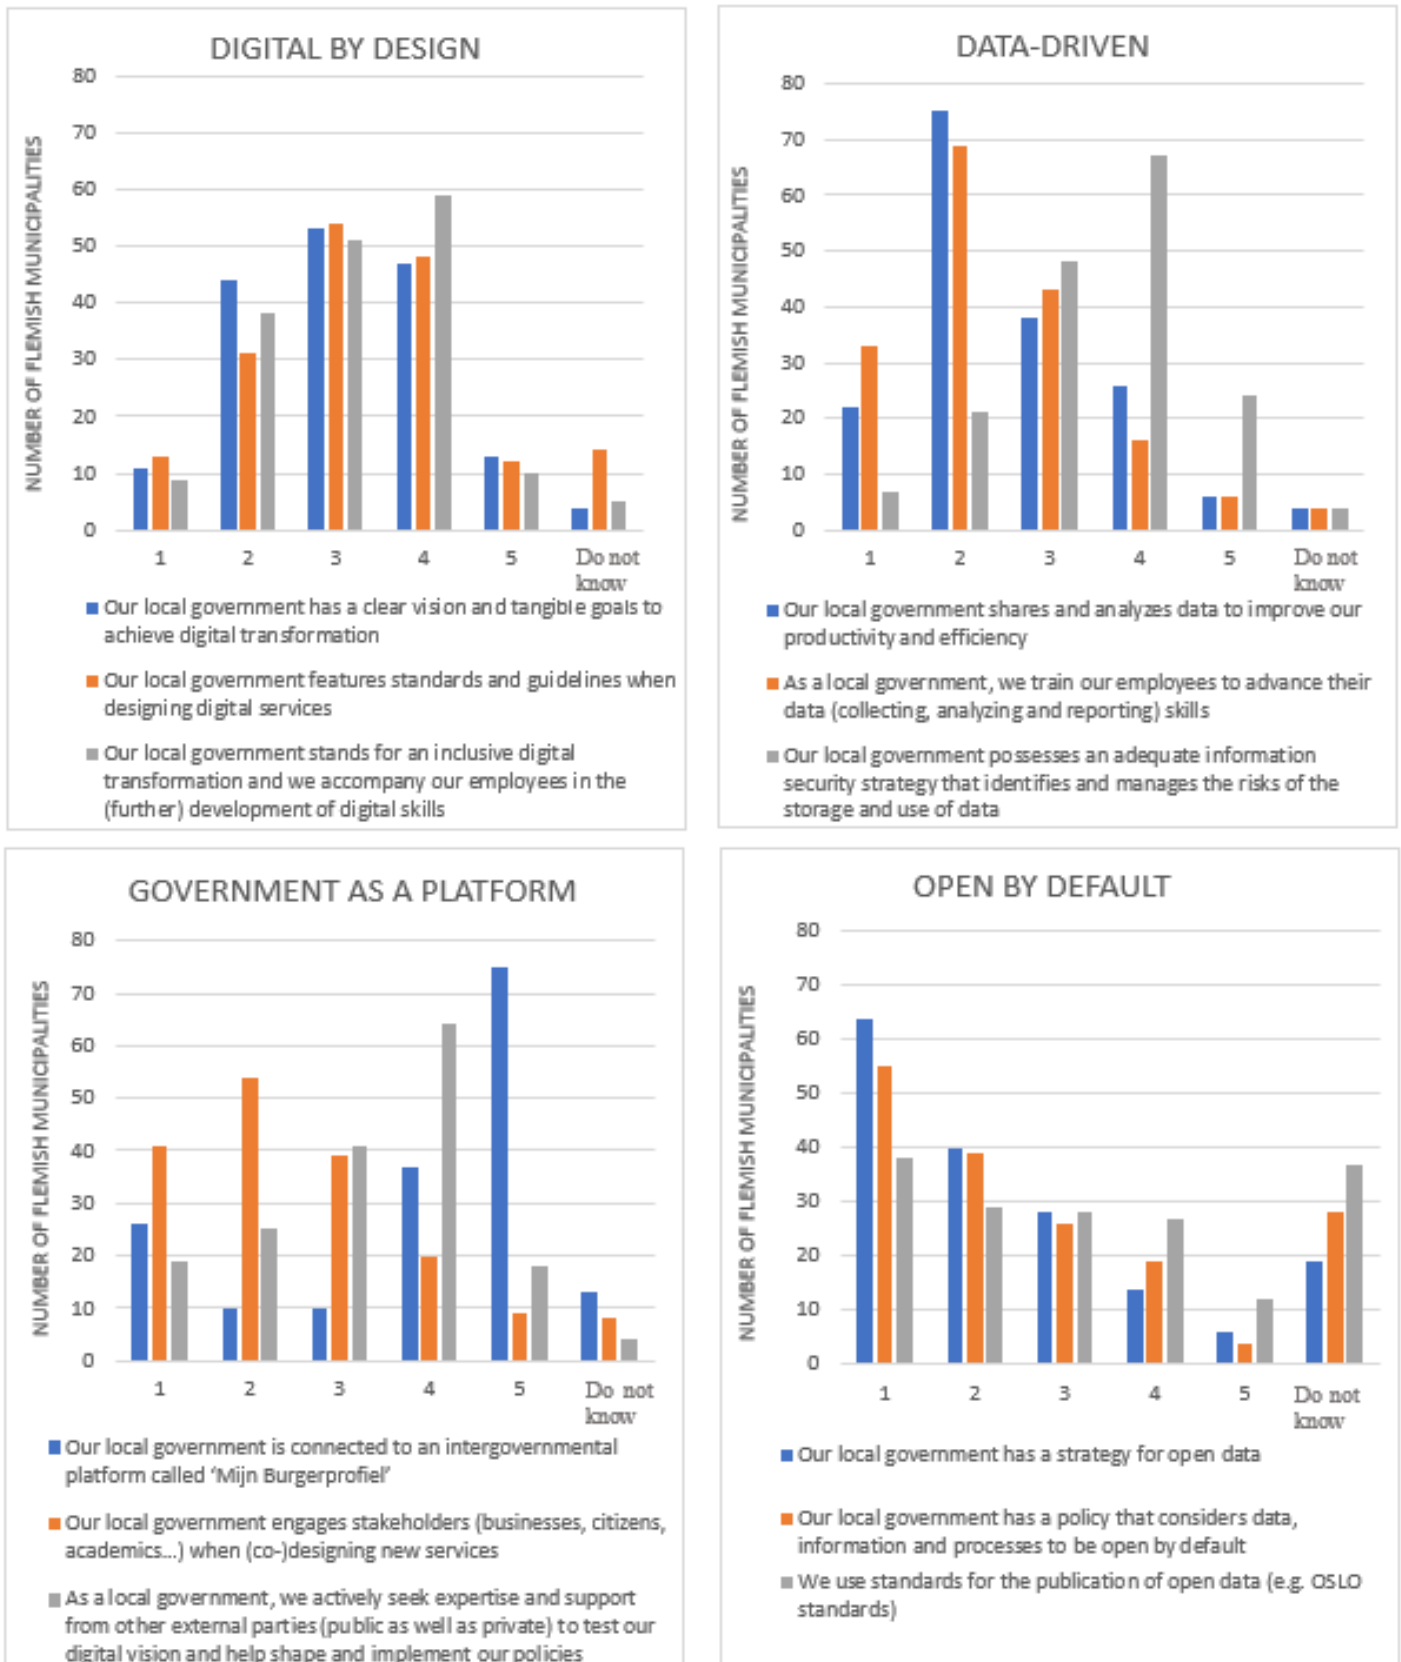 DIGITAL BY DESIGN
NUMBER OF FLEMISH MUNICIPALITIES
80
70
60
50
40
30
20
10
0
1 2 3 4 5 Do not
know
Our local government has a clear vision and tangible goals to
achieve digital transformation
Our local government features standards and guidelines when
designing digital services
Our local government stands for an inclusive digital
transformation and we accompany our employees in the
(further) development of digital skills
DATA-DRIVEN
NUMBER OF FLEMISH MUNICIPALITIES
80
70
60
50
40
30
20
10
0
1 2 3 4 5 Do not
know
Our local government shares and analyzes data to improve our
productivity and efficiency
As a local government, we train our employees to advance their
data (collecting, analyzing and reporting) skills
Our local government possesses an adequate information
security strategy that identifies and manages the risks of the
storage and use of data
GOVERNMENT AS A PLATFORM
NUMBER OF FLEMISH MUNICIPALITIES
80
70
60
50
40
30
20
10
0
1 2 3 4 5 Do not
know
Our local government is connected to an intergovernmental
platform called ‘Mijn Burgerprofiel’
Our local government engages stakeholders (businesses, citizens,
academics...) when (co-)designing new services
As a local government, we actively seek expertise and support
from other external parties (public as well as private) to test our
digital vision and help shape and implement our policies
OPEN BY DEFAULT
NUMBER OF FLEMISH MUNICIPALITIES
80
70
60
50
40
30
20
10
0
1 2 3 4 5 Do not
know
Our local government has a strategy for open data
Our local government has a policy that considers data,
information and processes to be open by default
We use standards for the publication of open data (e.g. OSLO
standards)